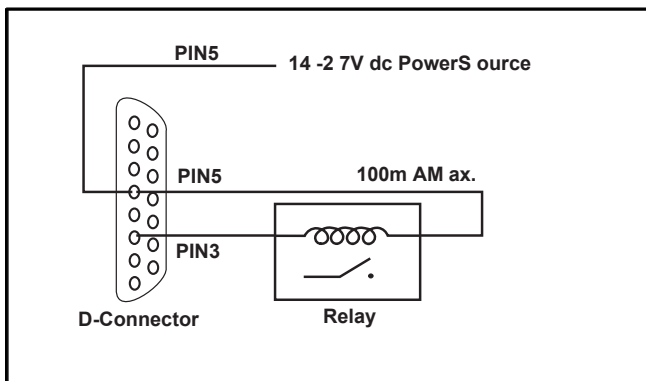 PIN5
14 -2 7V dc PowerS ource
PIN5
100m AM ax.
PIN3
D-Connector
Relay